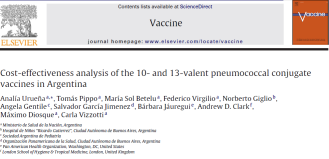 Contents lists available at ScienceDirect
Vaccine
journal homepage: www.elsevier.com/locate/vaccine
ELSEVIER
Vaccine
Cost-effectiveness analysis of the 10- and 13-valent pneumococcal conjugate
vaccines in Argentina
Analía Urueña a,*, Tomás Pippo a, María Sol Betelu a, Federico Virgilio a, Norberto Giglio b,
Angela Gentile c, Salvador García Jimenez d, Bárbara Jáuregui e, Andrew D. Clark f,
Máximo Diosque a, Carla Vizzotti a
a Ministerio de Salud de la Nación, Argentina
b Hospital de Niños "Ricardo Gutierrez", Ciudad Autónoma de Buenos Aires, Argentina
c Sociedad Argentina de Pediatría
d Organización Panamericana de la Salud, Ciudad Autónoma de Buenos Aires, Argentina
e Pan American Health Organization, Washington, DC, United States
f London School of Hygiene & Tropical Medicine, London, United Kingdom